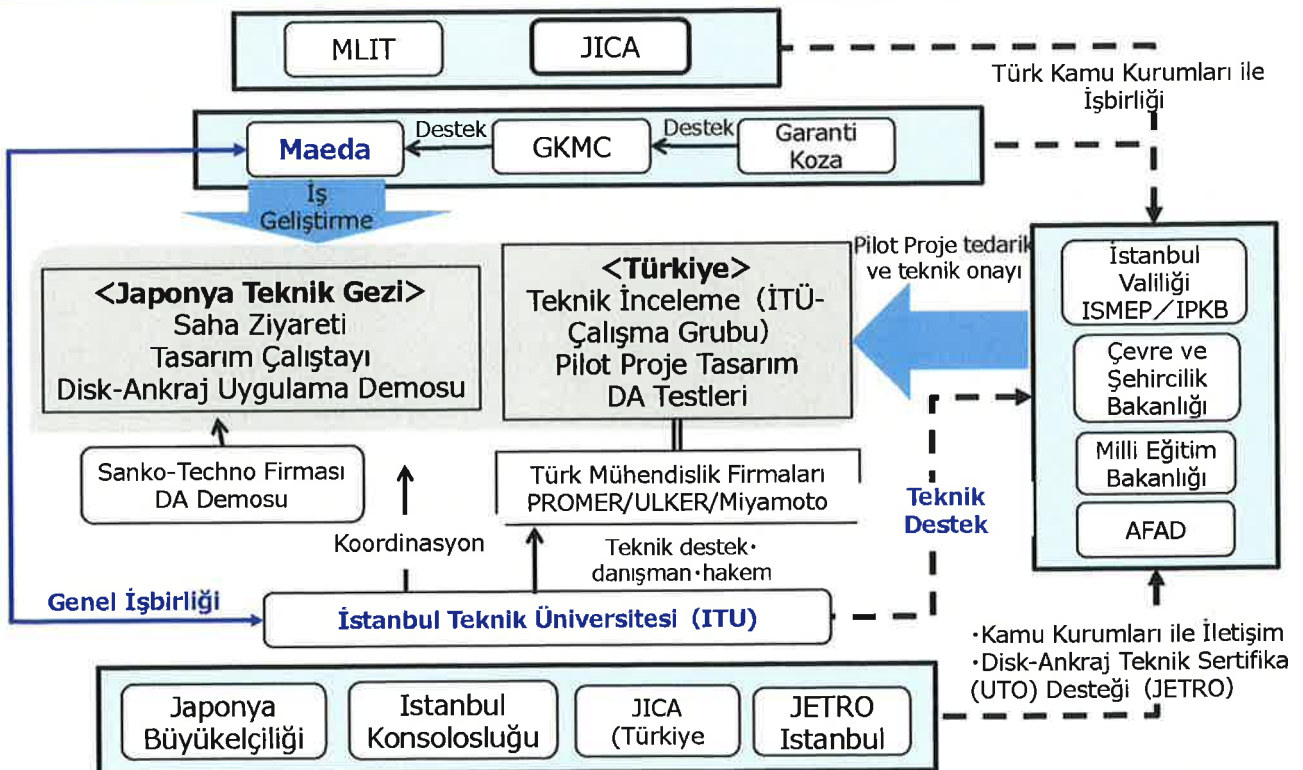 MLIT
JICA
Türk Kamu Kurumları ile
İşbirliği
Maeda
Destek
GKMC
Destek
Garanti
Koza
İş
Geliştirme
<Japonya Teknik Gezi>
Saha Ziyareti
Tasarım Çalıştayı
Disk-Ankraj Uygulama Demosu
<Türkiye>
Teknik İnceleme (İTÜ-
Çalışma Grubu)
Pilot Proje Tasarım
DA Testleri
Pilot Proje tedarik
ve teknik onayı
İstanbul
Valiliği
ISMEP/IPKB
Çevre ve
Şehircilik
Bakanlığı
Milli Eğitim
Bakanlığı
AFAD
Sanko-Techno Firması
DA Demosu
Türk Mühendislik Firmaları
PROMER/ULKER/Miyamoto
Teknik
Destek
Koordinasyon
Teknik destek・
danışman・hakem
Genel İşbirliği
İstanbul Teknik Üniversitesi (ITU)
・Kamu Kurumları ile İletişim
・Disk-Ankraj Teknik Sertifika
(UTO) Desteği (JETRO)
Japonya
Büyükelçiliği
Istanbul
Konsolosluğu
JICA
(Türkiye
JETRO
Istanbul